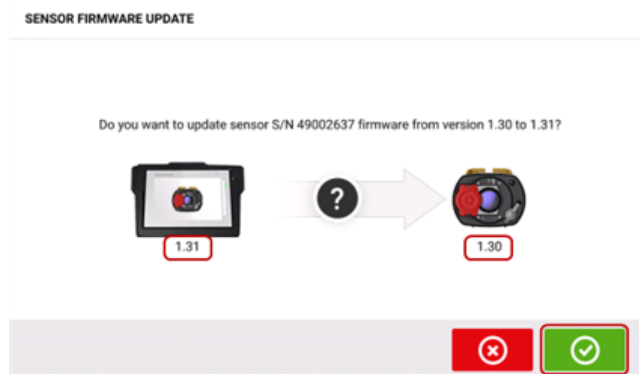 SENSOR FIRMWARE UPDATE
Do you want to update sensor S/N 49002637 firmware from version 1.30 to 1.31?
?
1.31
1.30